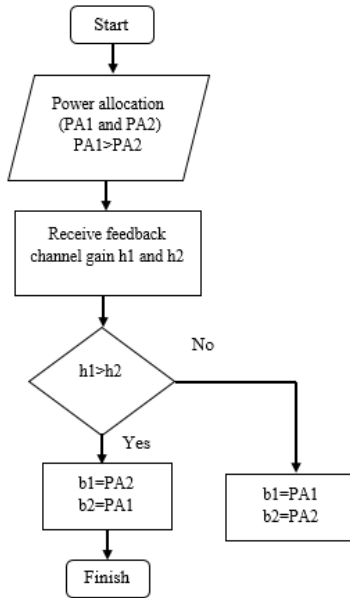 Start
Power allocation
(PA1 and PA2)
PA1>PA2
Receive feedback
channel gain h1 and h2
h1>h2
No
Yes
b1=PA2
b2=PA1
b1=PA1
b2=PA2
Finish